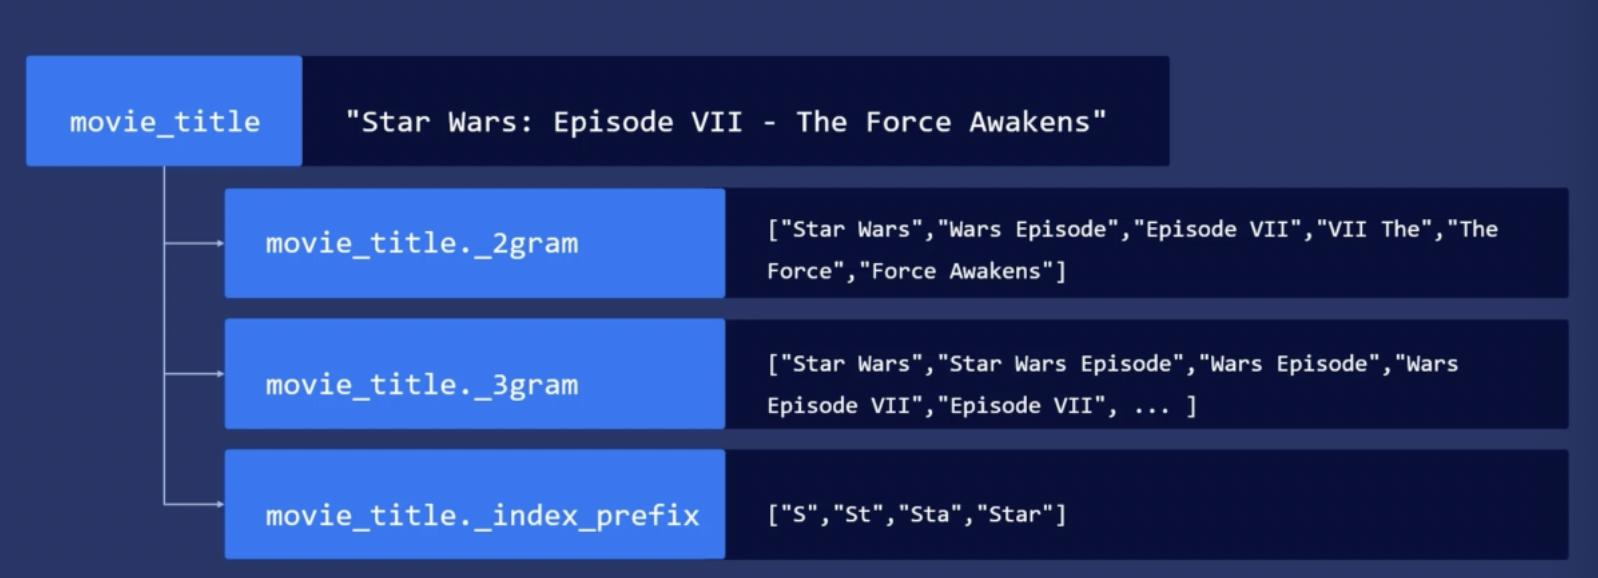 movie_title
"Star Wars: Episode VII - The Force Awakens"
movie_title._2gram
["Star Wars","Wars Episode","Episode VII","VII The","The
Force","Force Awakens"]
movie_title._3gram
["Star Wars","Star Wars Episode","Wars Episode","Wars
Episode VII","Episode VII", ... ]
movie_title._index_prefix
["S","St","Sta","Star"]